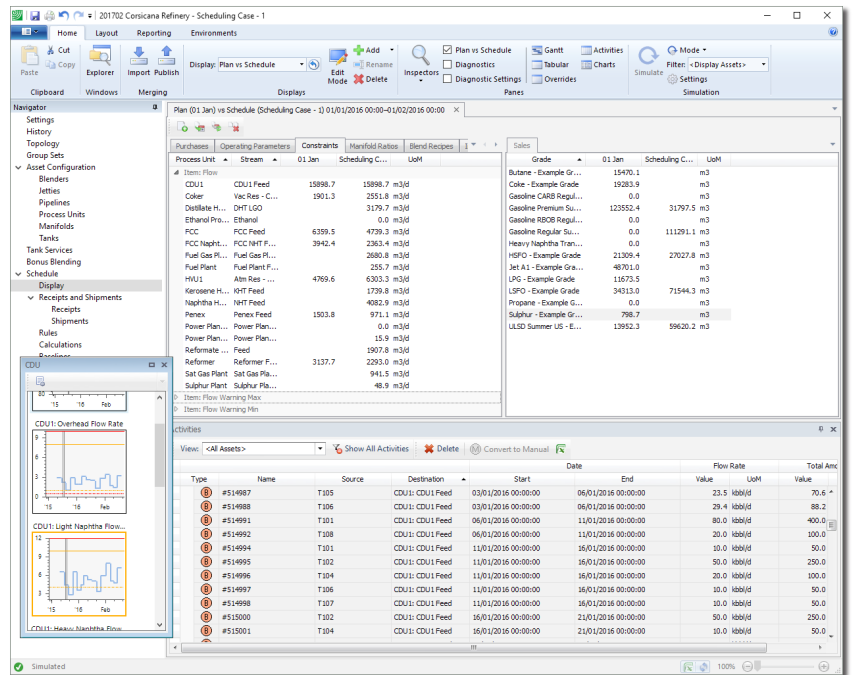 201702 Corsicana Refinery - Scheduling Case - 1
Home Layout Reporting Environments
Paste Cut Copy Explorer Import Publish Display: Plan vs Schedule Edit Mode Add Rename Delete Inspectors Plan vs Schedule Diagnostics Diagnostic Settings Gantt Tabular Overrides Activities Charts Simulate Mode Filter: <Display Assets> Settings
Clipboard Windows Merging Displays Panes Simulation
Navigator
Settings
History
Topology
Group Sets
Asset Configuration
Blenders
Jetties
Pipelines
Process Units
Manifolds
Tanks
Tank Services
Bonus Blending
Schedule
Display
Receipts and Shipments
Receipts
Shipments
Rules
Calculations
Baselines
Plan (01 Jan) vs Schedule (Scheduling Case - 1) 01/01/2016 00:00-01/02/2016 00:00
Purchases Operating Parameters Constraints Manifold Ratios Blend Recipes
Process Unit Stream 01 Jan Scheduling C... UoM
Item: Flow
CDU1 CDU1 Feed 15898.7 15898.7 m3/d
Coker Vac Res - C... 1901.3 2551.8 m3/d
Distillate H... DHT LGO 3179.7 m3/d
Ethanol Pro... Ethanol 0.0 m3/d
FCC FCC Feed 6359.5 4739.3 m3/d
FCC Napht... FCC NHT F... 3942.4 2363.4 m3/d
Fuel Gas Pl... Fuel Gas Pl... 2680.8 m3/d
Fuel Plant Fuel Plant F... 255.7 m3/d
HVU1 Atm Res - ... 4769.6 6303.3 m3/d
Kerosene H... KHT Feed 1739.8 m3/d
Naphtha H... NHT Feed 4082.9 m3/d
Penex Penex Feed 1503.8 971.1 m3/d
Power Plan... Power Plan... 0.0 m3/d
Power Plan... Power Plan... 15.9 m3/d
Reformate ... Feed 1907.8 m3/d
Reformer Reformer F... 3137.7 2293.0 m3/d
Sat Gas Plant Sat Gas Pla... 941.5 m3/d
Sulphur Plant Sulphur Pla... 48.9 m3/d
Item: Flow Warning Max
Item: Flow Warning Min
Sales
Grade 01 Jan Scheduling C... UoM
Butane - Example Gr... 15470.1 m3
Coke - Example Grade 19283.9 m3
Gasoline CARB Regul... 0.0 m3
Gasoline Premium Su... 123552.4 31797.5 m3
Gasoline RBOB Regul... 0.0 m3
Gasoline Regular Su... 0.0 111291.1 m3
Heavy Naphtha Tran... 0.0 m3
HSFO - Example Grade 21309.4 27027.8 m3
Jet A1 - Example Gra... 48701.0 m3
LPG - Example Grade 11673.5 m3
LSFO - Example Grade 34313.0 71544.3 m3
Propane - Example G... 0.0 m3
Sulphur - Example Gr... 798.7 m3
ULSD Summer US - E... 13952.3 59620.2 m3
CDU
80
'15 '16 Feb
CDU1: Overhead Flow Rate
9
6
3
0
'15 '16 Feb
CDU1: Light Naphtha Flow...
12
9
6
3
'15 '16 Feb
CDU1: Heavy Naphtha Flow
Activities
View: <All Assets> Show All Activities Delete Convert to Manual
Date Flow Rate Total Amo
Type Name Source Destination Start End Value UoM Value
B #514987 T105 CDU1: CDU1 Feed 03/01/2016 00:00:00 06/01/2016 00:00:00 23.5 kbbl/d 70.6
B #514988 T106 CDU1: CDU1 Feed 03/01/2016 00:00:00 06/01/2016 00:00:00 29.4 kbbl/d 88.2
B #514991 T101 CDU1: CDU1 Feed 06/01/2016 00:00:00 11/01/2016 00:00:00 80.0 kbbl/d 400.0
B #514992 T108 CDU1: CDU1 Feed 06/01/2016 00:00:00 11/01/2016 00:00:00 20.0 kbbl/d 100.0
B #514994 T101 CDU1: CDU1 Feed 11/01/2016 00:00:00 16/01/2016 00:00:00 10.0 kbbl/d 50.0
B #514995 T102 CDU1: CDU1 Feed 11/01/2016 00:00:00 16/01/2016 00:00:00 50.0 kbbl/d 250.0
B #514996 T104 CDU1: CDU1 Feed 11/01/2016 00:00:00 16/01/2016 00:00:00 20.0 kbbl/d 100.0
B #514997 T106 CDU1: CDU1 Feed 11/01/2016 00:00:00 16/01/2016 00:00:00 10.0 kbbl/d 50.0
B #514998 T107 CDU1: CDU1 Feed 11/01/2016 00:00:00 16/01/2016 00:00:00 10.0 kbbl/d 50.0
B #515000 T102 CDU1: CDU1 Feed 16/01/2016 00:00:00 21/01/2016 00:00:00 50.0 kbbl/d 250.0
B #515001 T104 CDU1: CDU1 Feed 16/01/2016 00:00:00 21/01/2016 00:00:00 10.0 kbbl/d 50.0
Simulated 100%